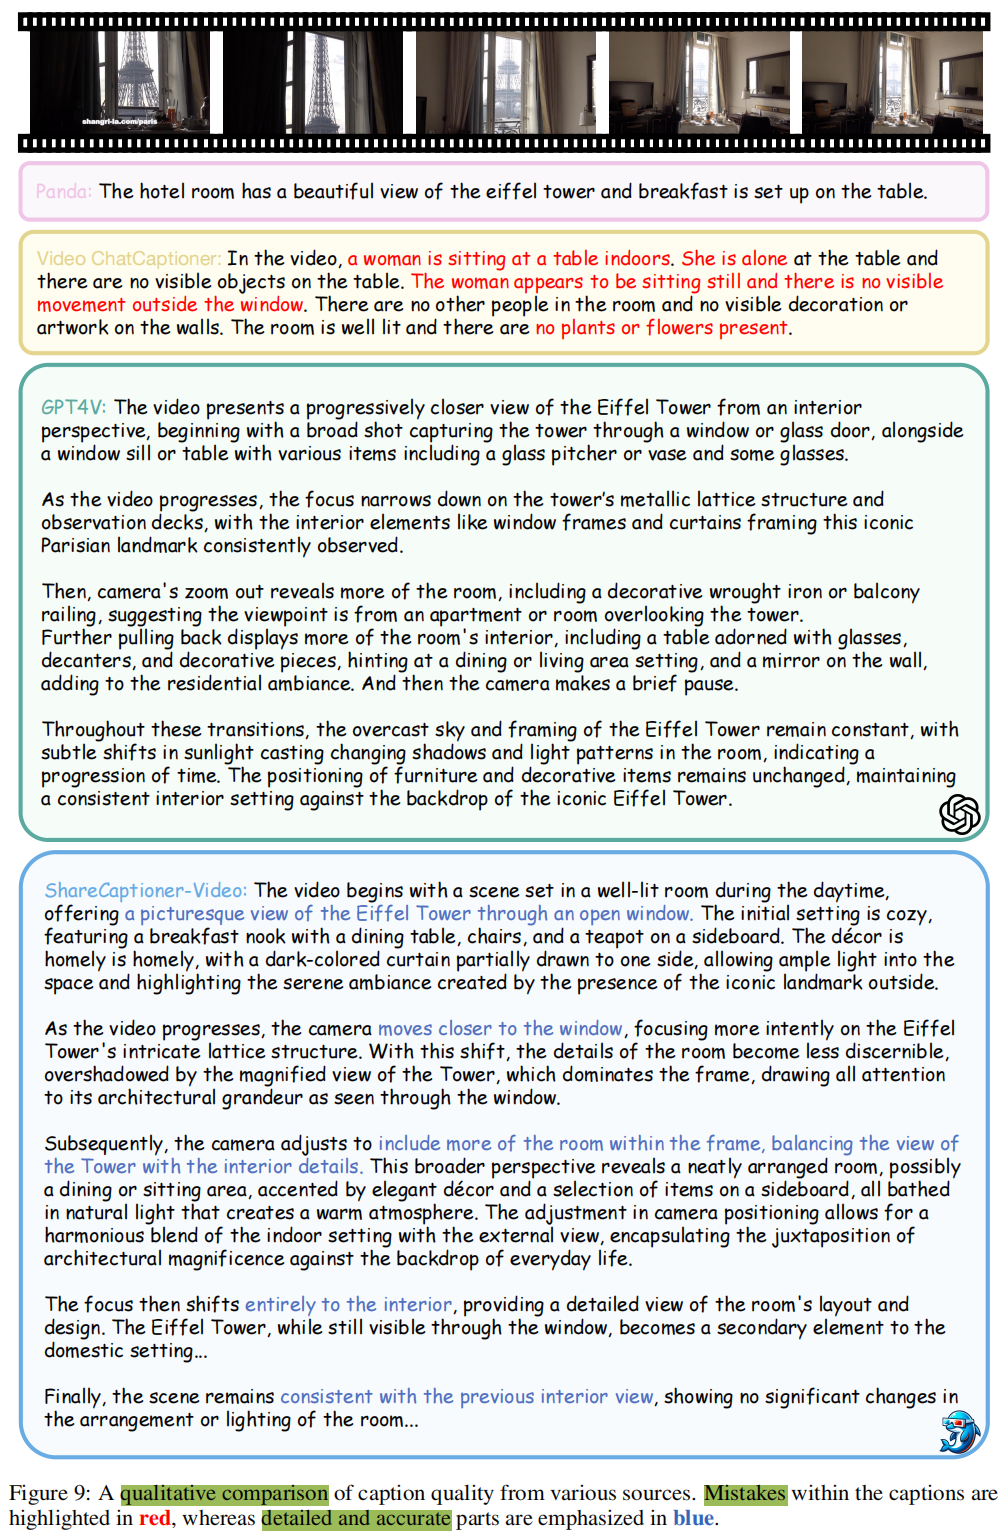 shangri-la.com/paris
Panda: The hotel room has a beautiful view of the eiffel tower and breakfast is set up on the table.
Video ChatCaptioner: In the video, a woman is sitting at a table indoors. She is alone at the table and
there are no visible objects on the table. The woman appears to be sitting still and there is no visible
movement outside the window. There are no other people in the room and no visible decoration or
artwork on the walls. The room is well lit and there are no plants or flowers present.
GPT4V: The video presents a progressively closer view of the Eiffel Tower from an interior
perspective, beginning with a broad shot capturing the tower through a window or glass door, alongside
a window sill or table with various items including a glass pitcher or vase and some glasses.
As the video progresses, the focus narrows down on the tower's metallic lattice structure and
observation decks, with the interior elements like window frames and curtains framing this iconic
Parisian landmark consistently observed.
Then, camera's zoom out reveals more of the room, including a decorative wrought iron or balcony
railing, suggesting the viewpoint is from an apartment or room overlooking the tower.
Further pulling back displays more of the room's interior, including a table adorned with glasses,
decanters, and decorative pieces, hinting at a dining or living area setting, and a mirror on the wall,
adding to the residential ambiance. And then the camera makes a brief pause.
Throughout these transitions, the overcast sky and framing of the Eiffel Tower remain constant, with
subtle shifts in sunlight casting changing shadows and light patterns in the room, indicating a
progression of time. The positioning of furniture and decorative items remains unchanged, maintaining
a consistent interior setting against the backdrop of the iconic Eiffel Tower.
ShareCaptioner-Video: The video begins with a scene set in a well-lit room during the daytime,
offering a picturesque view of the Eiffel Tower through an open window. The initial setting is cozy,
featuring a breakfast nook with a dining table, chairs, and a teapot on a sideboard. The décor is
homely is homely, with a dark-colored curtain partially drawn to one side, allowing ample light into the
space and highlighting the serene ambiance created by the presence of the iconic landmark outside.
As the video progresses, the camera moves closer to the window, focusing more intently on the Eiffel
Tower's intricate lattice structure. With this shift, the details of the room become less discernible,
overshadowed by the magnified view of the Tower, which dominates the frame, drawing all attention
to its architectural grandeur as seen through the window.
Subsequently, the camera adjusts to include more of the room within the frame, balancing the view of
the Tower with the interior details. This broader perspective reveals a neatly arranged room, possibly
a dining or sitting area, accented by elegant décor and a selection of items on a sideboard, all bathed
in natural light that creates a warm atmosphere. The adjustment in camera positioning allows for a
harmonious blend of the indoor setting with the external view, encapsulating the juxtaposition of
architectural magnificence against the backdrop of everyday life.
The focus then shifts entirely to the interior, providing a detailed view of the room's layout and
design. The Eiffel Tower, while still visible through the window, becomes a secondary element to the
domestic setting...
Finally, the scene remains consistent with the previous interior view, showing no significant changes in
the arrangement or lighting of the room...
Figure 9: A qualitative comparison of caption quality from various sources. Mistakes within the captions are
highlighted in red, whereas detailed and accurate parts are emphasized in blue.